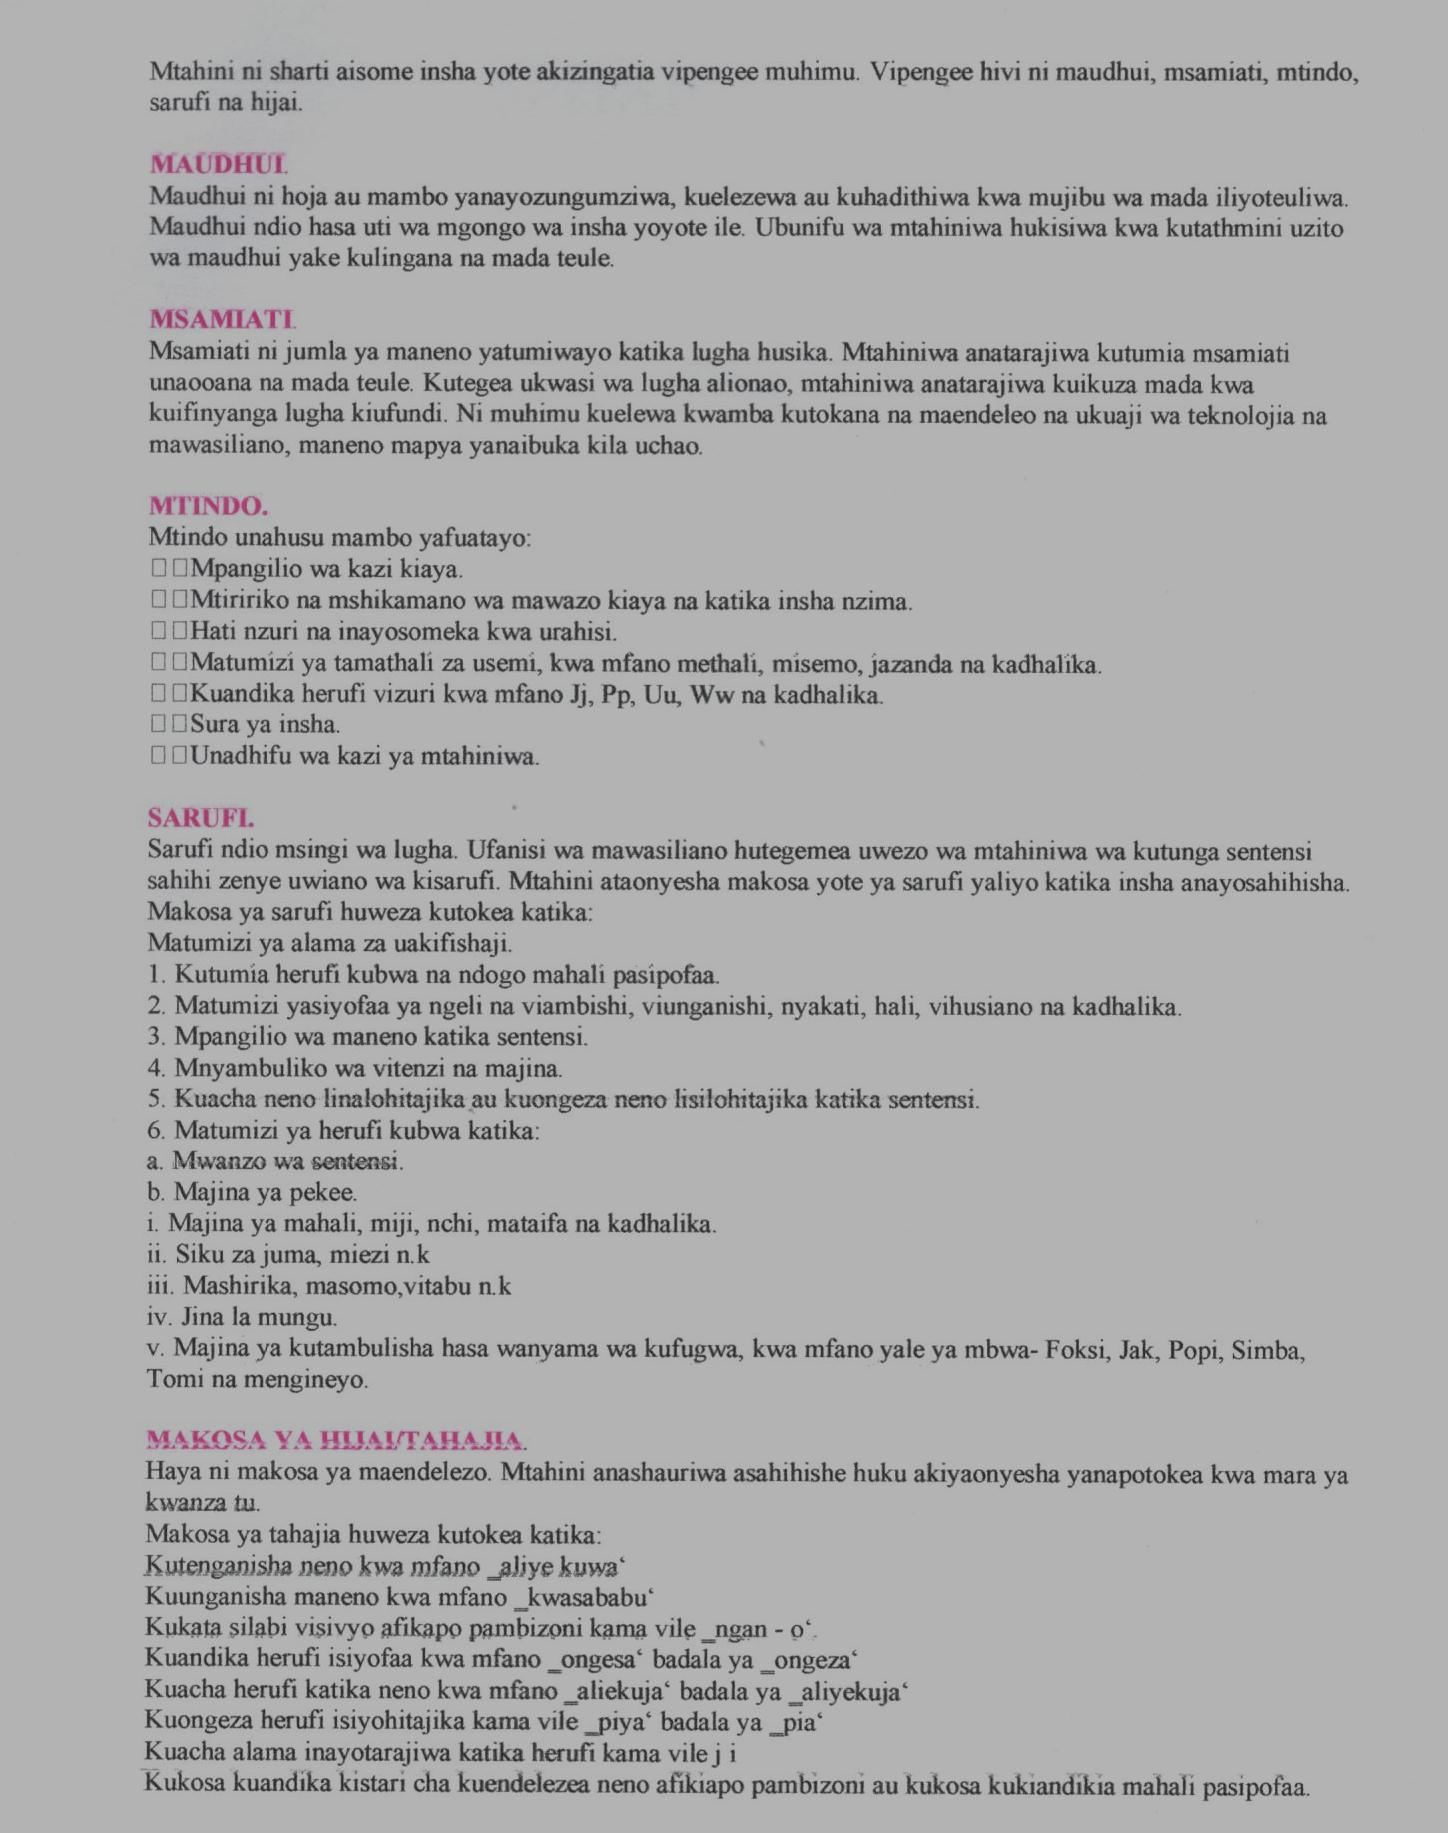 Mtahini ni sharti aisome insha yote akizingatia vipengee muhimu. Vipengee hivi ni maudhui, msamiati, mtindo,
sarufi na hijai.
MAUDHUI.
Maudhui ni hoja au mambo yanayozungumziwa, kuelezewa au kuhadithiwa kwa mujibu wa mada iliyoteuliwa.
Maudhui ndio hasa uti wa mgongo wa insha yoyote ile. Ubunifu wa mtahiniwa hukisiwa kwa kutathmini uzito
wa maudhui yake kulingana na mada teule.
MSAMIATI.
Msamiati ni jumla ya maneno yatumiwayo katika lugha husika. Mtahiniwa anatarajiwa kutumia msamiati
unaooana na mada teule. Kutegea ukwasi wa lugha alionao, mtahiniwa anatarajiwa kuikuza mada kwa
kuifinyanga lugha kiufundi. Ni muhimu kuelewa kwamba kutokana na maendeleo na ukuaji wa teknolojia na
mawasiliano, maneno mapya yanaibuka kila uchao.
MTINDO.
Mtindo unahusu mambo yafuatayo:
□□Mpangilio wa kazi kiaya.
□□Mtiririko na mshikamano wa mawazo kiaya na katika insha nzima.
□□Hati nzuri na inayosomeka kwa urahisi.
□□Matumizi ya tamathali za usemi, kwa mfano methali, misemo, jazanda na kadhalika.
□□Kuandika herufi vizuri kwa mfano Jj, Pp, Uu, Ww na kadhalika.
□□Sura ya insha.
□□Unadhifu wa kazi ya mtahiniwa.
SARUFI.
Sarufi ndio msingi wa lugha. Ufanisi wa mawasiliano hutegemea uwezo wa mtahiniwa wa kutunga sentensi
sahihi zenye uwiano wa kisarufi. Mtahini ataonyesha makosa yote ya sarufi yaliyo katika insha anayosahihisha.
Makosa ya sarufi huweza kutokea katika:
Matumizi ya alama za uakifishaji.
1. Kutumia herufi kubwa na ndogo mahali pasipofaa.
2. Matumizi yasiyofaa ya ngeli na viambishi, viunganishi, nyakati, hali, vihusiano na kadhalika.
3. Mpangilio wa maneno katika sentensi.
4. Mnyambuliko wa vitenzi na majina.
5. Kuacha neno linalohitajika au kuongeza neno lisilohitajika katika sentensi.
6. Matumizi ya herufi kubwa katika:
a. Mwanzo wa sentensi.
b. Majina ya pekee.
i. Majina ya mahali, miji, nchi, mataifa na kadhalika.
ii. Siku za juma, miezi n.k
iii. Mashirika, masomo,vitabu n.k
iv. Jina la mungu.
v. Majina ya kutambulisha hasa wanyama wa kufugwa, kwa mfano yale ya mbwa- Foksi, Jak, Popi, Simba,
Tomi na mengineyo.
MAKOSA YA HIJAI/TAHAJIA.
Haya ni makosa ya maendelezo. Mtahini anashauriwa asahihishe huku akiyaonyesha yanapotokea kwa mara ya
kwanza tu.
Makosa ya tahajia huweza kutokea katika:
Kutenganisha neno kwa mfano _aliye kuwa‘
Kuunganisha maneno kwa mfano _kwasababu‘
Kukata silabi visivyo afikapo pambizoni kama vile _ngan - o‘.
Kuandika herufi isiyofaa kwa mfano _ongesa‘ badala ya _ongeza‘
Kuacha herufi katika neno kwa mfano _aliekuja‘ badala ya _aliyekuja‘
Kuongeza herufi isiyohitajika kama vile _piya‘ badala ya _pia‘
Kuacha alama inayotarajiwa katika herufi kama vile j i
Kukosa kuandika kistari cha kuendelezea neno afikiapo pambizoni au kukosa kukiandikia mahali pasipofaa.